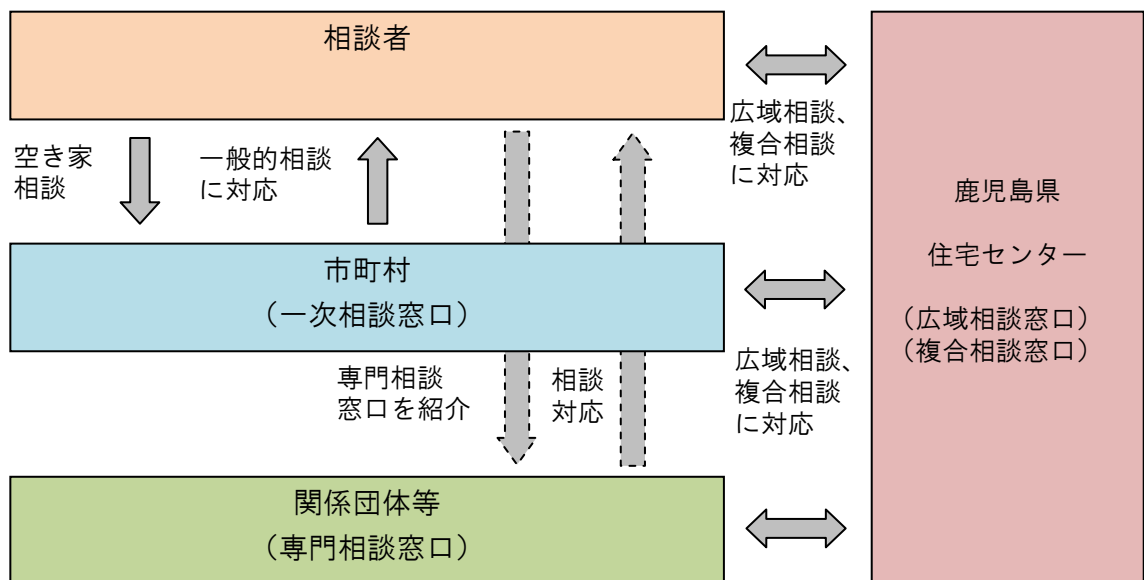 相談者
広域相談、
複合相談
に対応
空き家
相談
一般的相談
に対応
市町村
（一次相談窓口）
広域相談、
複合相談
に対応
専門相談
窓口を紹介
相談
対応
関係団体等
（専門相談窓口）
鹿児島県
住宅センター
（広域相談窓口）
（複合相談窓口）